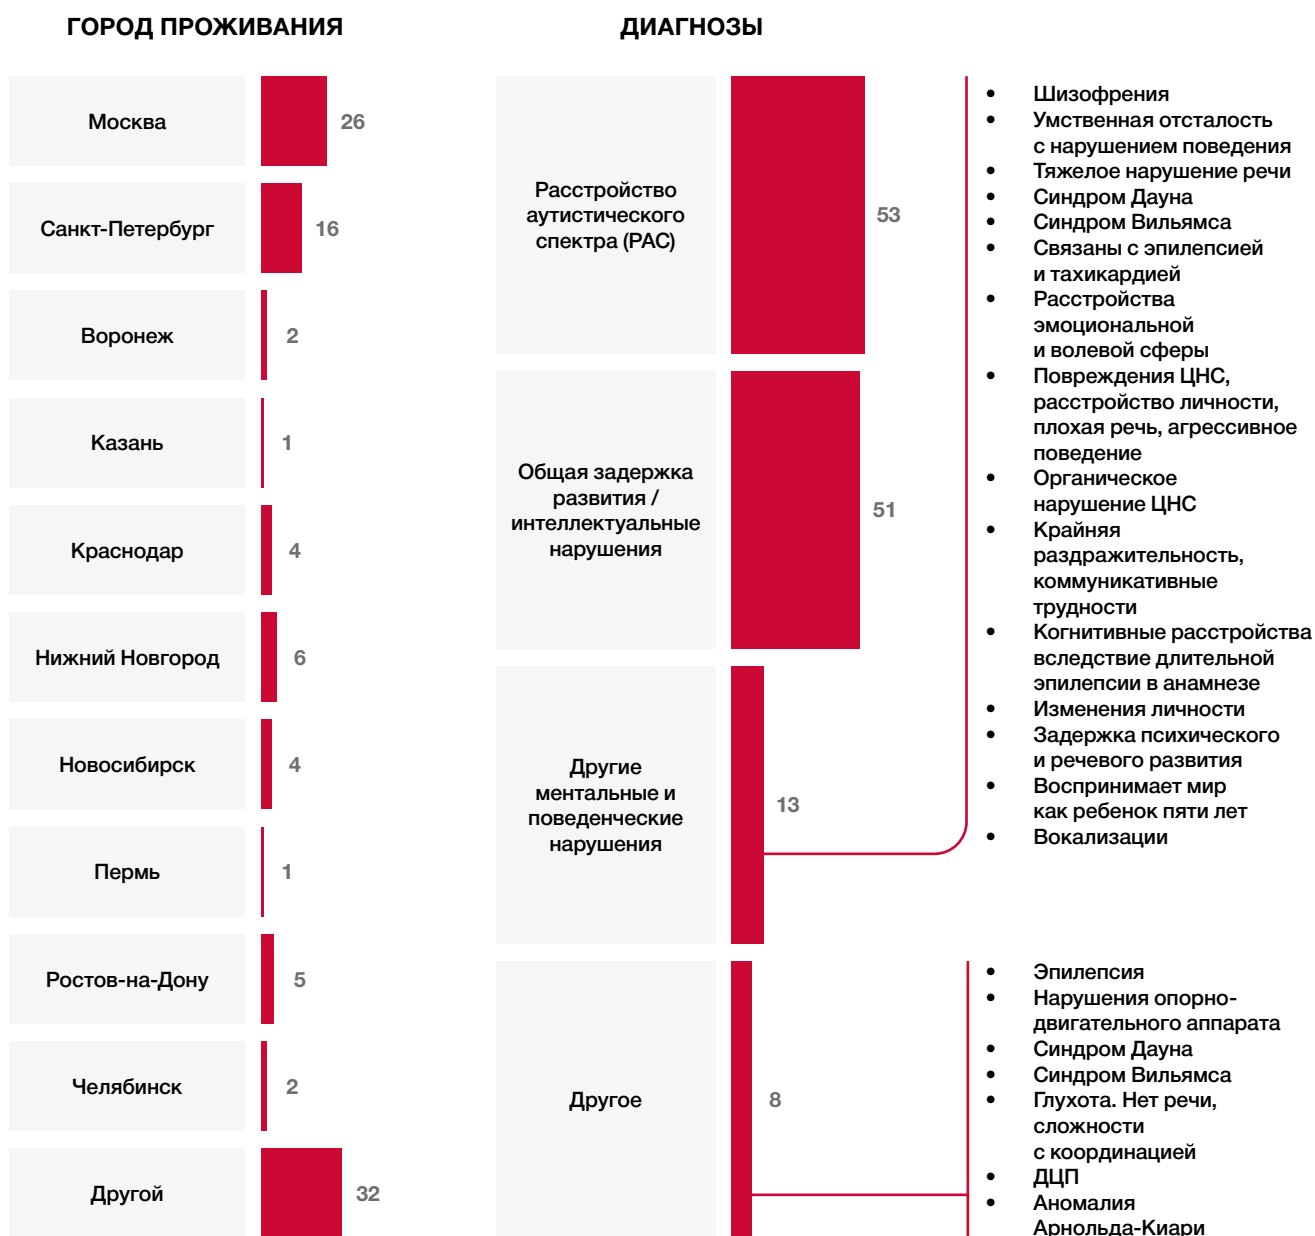 ГОРОД ПРОЖИВАНИЯ
Москва
26
Санкт-Петербург
16
Воронеж
2
Казань
1
Краснодар
4
Нижний Новгород
6
Новосибирск
4
Пермь
1
Ростов-на-Дону
5
Челябинск
2
Другой
32
ДИАГНОЗЫ
Расстройство
аутистического
спектра (РАС)
53
Общая задержка
развития /
интеллектуальные
нарушения
51
Другие
ментальные и
поведенческие
нарушения
13
• Шизофрения
• Умственная отсталость
с нарушением поведения
• Тяжелое нарушение речи
• Синдром Дауна
• Синдром Вильямса
• Связаны с эпилепсией
и тахикардией
• Расстройства
эмоциональной
и волевой сферы
• Повреждения ЦНС,
расстройство личности,
плохая речь, агрессивное
поведение
• Органическое
нарушение ЦНС
• Крайняя
раздражительность,
коммуникативные
трудности
• Когнитивные расстройства
вследствие длительной
эпилепсии в анамнезе
• Изменения личности
• Задержка психического
и речевого развития
• Воспринимает мир
как ребенок пяти лет
• Вокализации
Другое
8
• Эпилепсия
• Нарушения опорно-
двигательного аппарата
• Синдром Дауна
• Синдром Вильямса
• Глухота. Нет речи,
сложности
с координацией
• ДЦП
• Аномалия
Арнольда-Киари